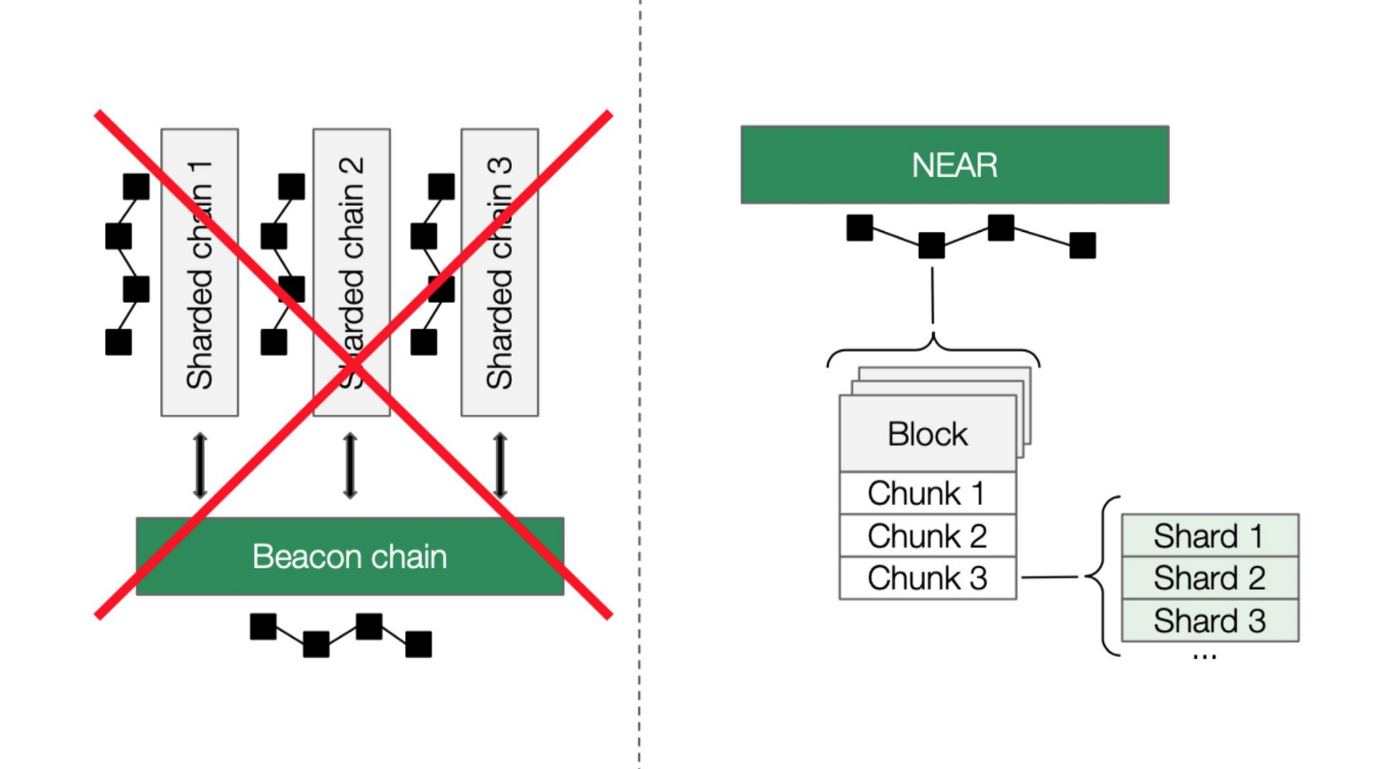 Sharded chain 1
Sharded chain 2
Sharded chain 3
Beacon chain
NEAR
Block
Chunk 1
Chunk 2
Chunk 3
Shard 1
Shard 2
Shard 3
...